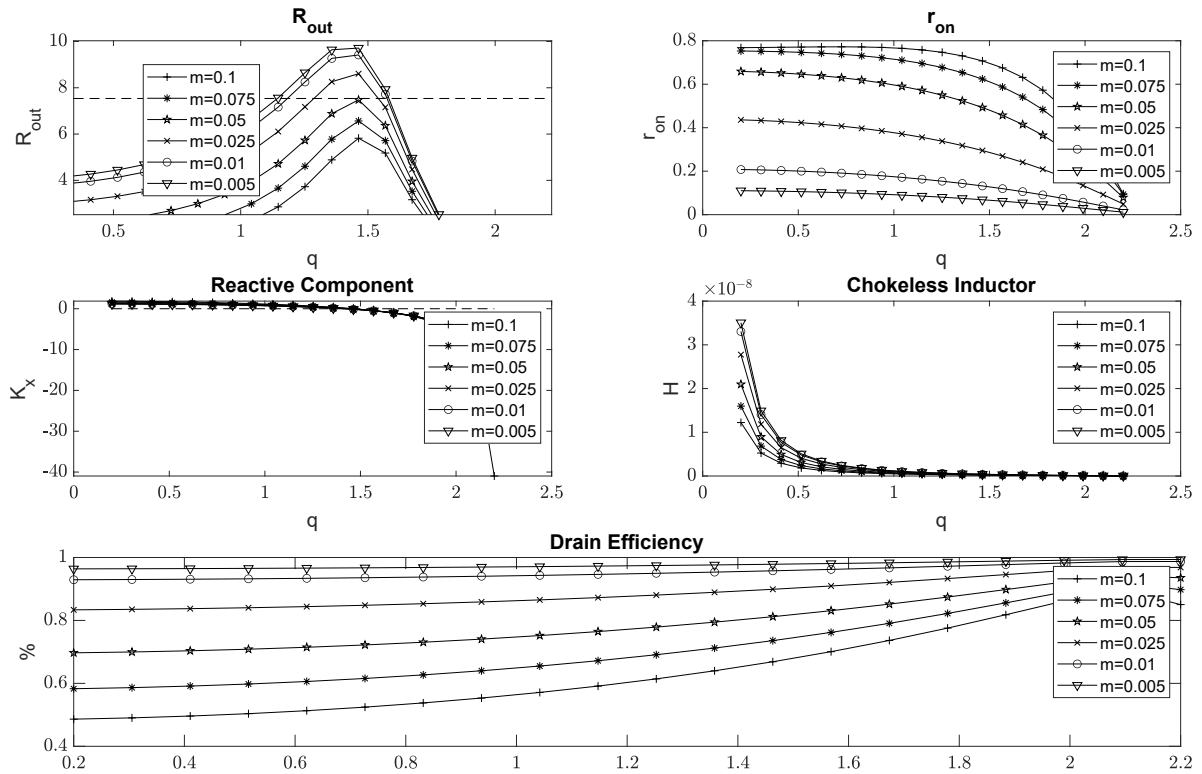 R_out
10
8
6
4
R_out
0.5
1
1.5
2
q
m=0.1
m=0.075
m=0.05
m=0.025
m=0.01
m=0.005
r_on
0.8
0.6
0.4
0.2
0
r_on
0
0.5
1
1.5
2
2.5
q
m=0.1
m=0.075
m=0.05
m=0.025
m=0.01
m=0.005
Reactive Component
0
-10
-20
-30
-40
K_x
0
0.5
1
1.5
2
2.5
q
m=0.1
m=0.075
m=0.05
m=0.025
m=0.01
m=0.005
Chokeless Inductor
×10^-8
4
3
2
1
0
H
0
0.5
1
1.5
2
2.5
q
m=0.1
m=0.075
m=0.05
m=0.025
m=0.01
m=0.005
Drain Efficiency
1
0.8
0.6
0.4
%
0.2
0.4
0.6
0.8
1
1.2
1.4
1.6
1.8
2
2.2
m=0.1
m=0.075
m=0.05
m=0.025
m=0.01
m=0.005